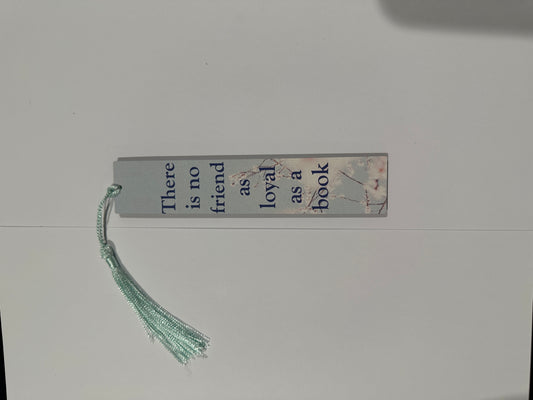 There
is no
friend
as
loyal
as a
book